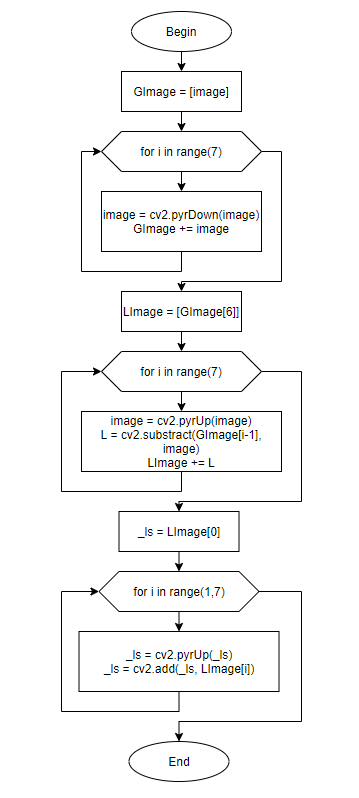 Begin
GImage = [image]
for i in range(7)
image = cv2.pyrDown(image)
GImage += image
LImage = [GImage[6]]
for i in range(7)
image = cv2.pyrUp(image)
L = cv2.substract(GImage[i-1],
image)
LImage += L
_ls = LImage[0]
for i in range(1,7)
_ls = cv2.pyrUp(_ls)
_ls = cv2.add(_ls, LImage[i])
End